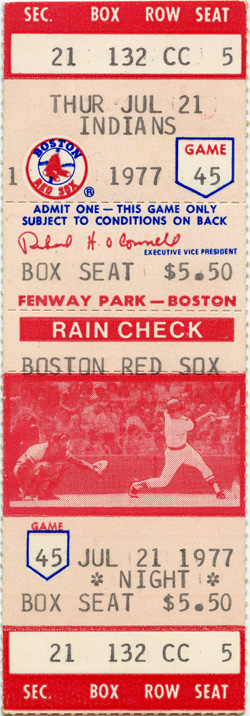 SEC. BOX ROW SEAT
21 132 CC 5
THUR JUL 21
INDIANS
BOSTON
RED SOX
®
GAME
1 1977 45
ADMIT ONE — THIS GAME ONLY
SUBJECT TO CONDITIONS ON BACK
Richard H. O'Connell
EXECUTIVE VICE PRESIDENT
BOX SEAT $5.50
FENWAY PARK — BOSTON
RAIN CHECK
BOSTON RED SOX
GAME
45 JUL 21 1977
* NIGHT *
BOX SEAT $5.50
21 132 CC 5
SEC. BOX ROW SEAT